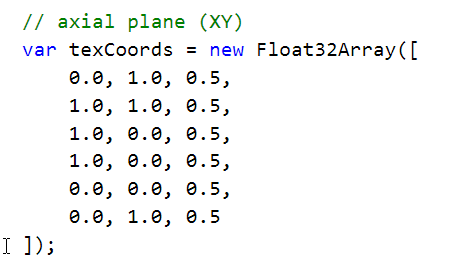 // axial plane (XY)
var texCoords = new Float32Array([
0.0, 1.0, 0.5,
1.0, 1.0, 0.5,
1.0, 0.0, 0.5,
1.0, 0.0, 0.5,
0.0, 0.0, 0.5,
0.0, 1.0, 0.5
]);